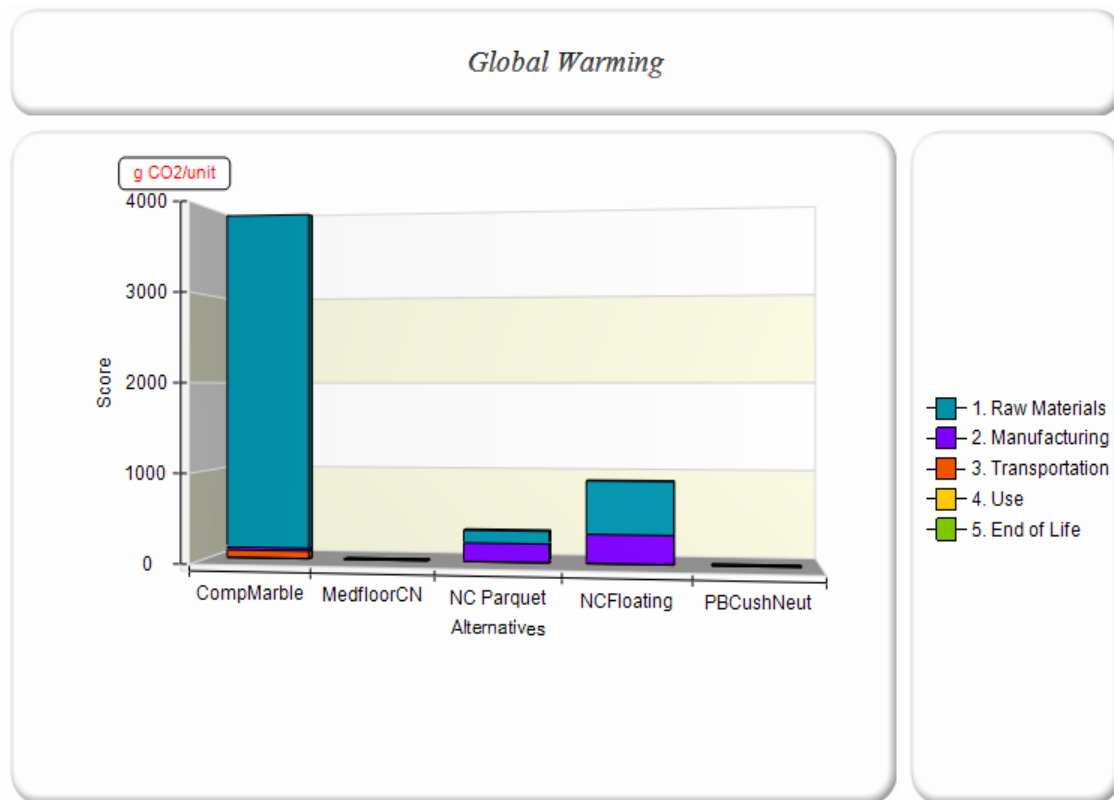 Global Warming
g CO2/unit
4000
3000
2000
1000
0
Score
CompMarble
MedfloorCN
NC Parquet
NCFloating
PBCushNeut
Alternatives
1. Raw Materials
2. Manufacturing
3. Transportation
4. Use
5. End of Life